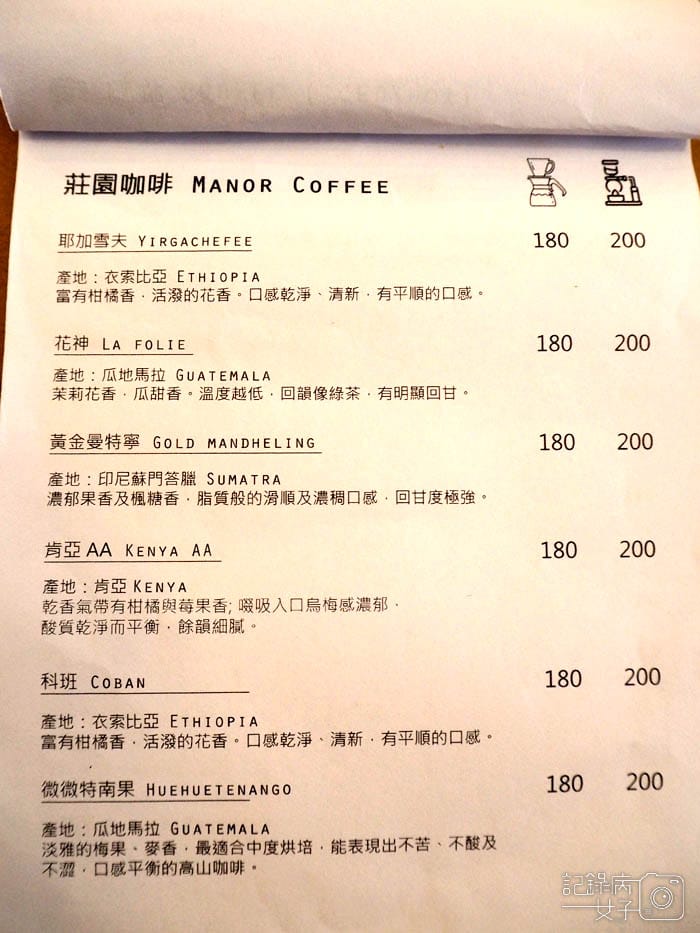 莊園咖啡 MANOR COFFEE
耶加雪夫 YIRGACHEFEE 180 200
產地：衣索比亞 ETHIOPIA
富有柑橘香，活潑的花香。口感乾淨、清新，有平順的口感。
花神 LA FOLIE 180 200
產地：瓜地馬拉 GUATEMALA
茉莉花香，瓜甜香。溫度越低，回韻像綠茶，有明顯回甘。
黃金曼特寧 GOLD MANDHELING 180 200
產地：印尼蘇門答臘 SUMATRA
濃郁果香及楓糖香，脂質般的滑順及濃稠口感，回甘度極強。
肯亞AA KENYA AA 180 200
產地：肯亞 KENYA
乾香氣帶有柑橘與莓果香; 啜吸入口烏梅感濃郁，
酸質乾淨而平衡，餘韻細膩。
科班 COBAN 180 200
產地：衣索比亞 ETHIOPIA
富有柑橘香，活潑的花香。口感乾淨、清新，有平順的口感。
微微特南果 HUEHUETENANGO 180 200
產地：瓜地馬拉 GUATEMALA
淡雅的梅果、麥香，最適合中度烘培，能表現出不苦、不酸及
不澀，口感平衡的高山咖啡。
記錄肉
女子